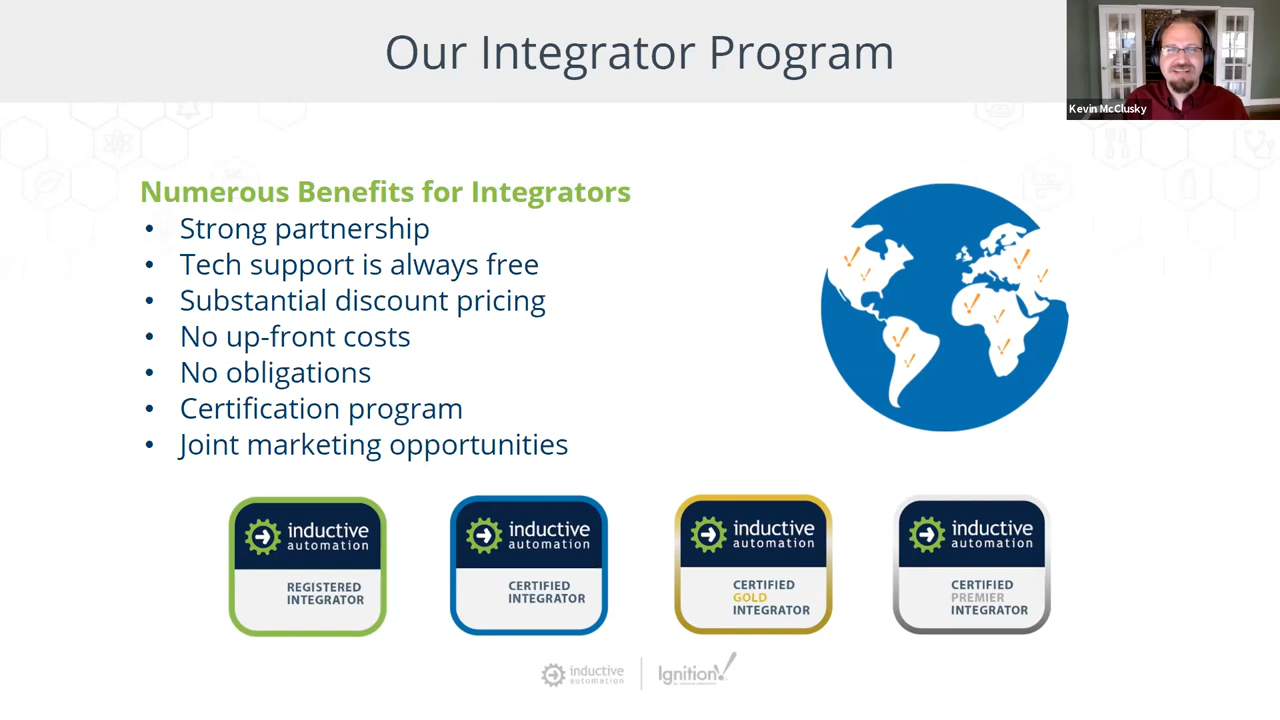 Our Integrator Program
Kevin McClusky
Numerous Benefits for Integrators
• Strong partnership
• Tech support is always free
• Substantial discount pricing
• No up-front costs
• No obligations
• Certification program
• Joint marketing opportunities
inductive
automation
REGISTERED
INTEGRATOR
inductive
automation
CERTIFIED
INTEGRATOR
inductive
automation
CERTIFIED
GOLD
INTEGRATOR
inductive
automation
CERTIFIED
PREMIER
INTEGRATOR
inductive
automation
Ignition!